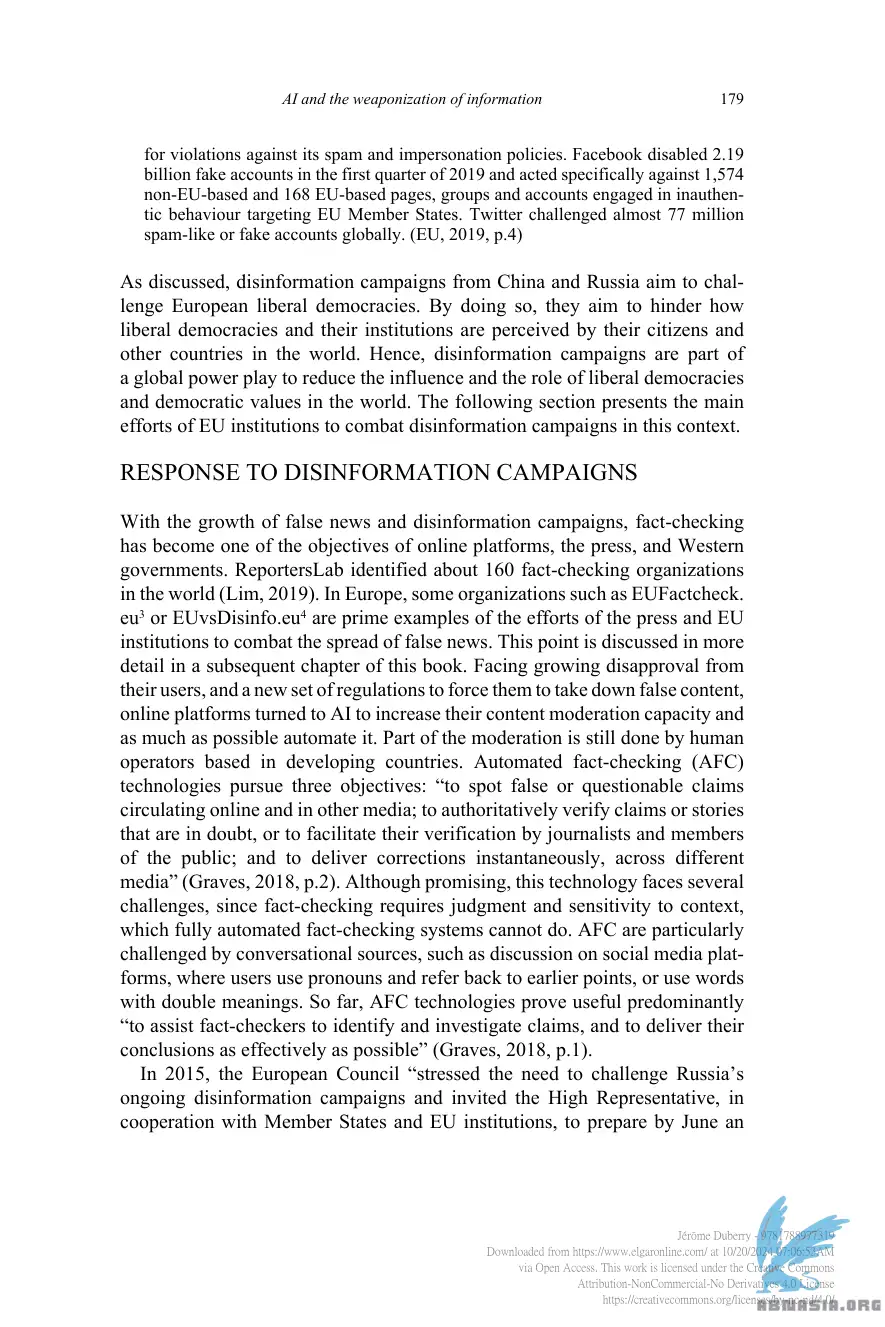 AI and the weaponization of information 179
for violations against its spam and impersonation policies. Facebook disabled 2.19
billion fake accounts in the first quarter of 2019 and acted specifically against 1,574
non-EU-based and 168 EU-based pages, groups and accounts engaged in inauthen-
tic behaviour targeting EU Member States. Twitter challenged almost 77 million
spam-like or fake accounts globally. (EU, 2019, p.4)
As discussed, disinformation campaigns from China and Russia aim to chal-
lenge European liberal democracies. By doing so, they aim to hinder how
liberal democracies and their institutions are perceived by their citizens and
other countries in the world. Hence, disinformation campaigns are part of
a global power play to reduce the influence and the role of liberal democracies
and democratic values in the world. The following section presents the main
efforts of EU institutions to combat disinformation campaigns in this context.
RESPONSE TO DISINFORMATION CAMPAIGNS
With the growth of false news and disinformation campaigns, fact-checking
has become one of the objectives of online platforms, the press, and Western
governments. ReportersLab identified about 160 fact-checking organizations
in the world (Lim, 2019). In Europe, some organizations such as EUFactcheck.
eu³ or EUvsDisinfo.eu⁴ are prime examples of the efforts of the press and EU
institutions to combat the spread of false news. This point is discussed in more
detail in a subsequent chapter of this book. Facing growing disapproval from
their users, and a new set of regulations to force them to take down false content,
online platforms turned to AI to increase their content moderation capacity and
as much as possible automate it. Part of the moderation is still done by human
operators based in developing countries. Automated fact-checking (AFC)
technologies pursue three objectives: “to spot false or questionable claims
circulating online and in other media; to authoritatively verify claims or stories
that are in doubt, or to facilitate their verification by journalists and members
of the public; and to deliver corrections instantaneously, across different
media” (Graves, 2018, p.2). Although promising, this technology faces several
challenges, since fact-checking requires judgment and sensitivity to context,
which fully automated fact-checking systems cannot do. AFC are particularly
challenged by conversational sources, such as discussion on social media plat-
forms, where users use pronouns and refer back to earlier points, or use words
with double meanings. So far, AFC technologies prove useful predominantly
“to assist fact-checkers to identify and investigate claims, and to deliver their
conclusions as effectively as possible” (Graves, 2018, p.1).
In 2015, the European Council “stressed the need to challenge Russia’s
ongoing disinformation campaigns and invited the High Representative, in
cooperation with Member States and EU institutions, to prepare by June an
Jérôme Duberry - 9781788977319
Downloaded from https://www.elgaronline.com/ at 10/20/2024 07:06:52AM
via Open Access. This work is licensed under the Creative Commons
Attribution-NonCommercial-No Derivatives 4.0 License
https://creativecommons.org/licenses/by-nc-nd/4.0/
ABNASIA.ORG